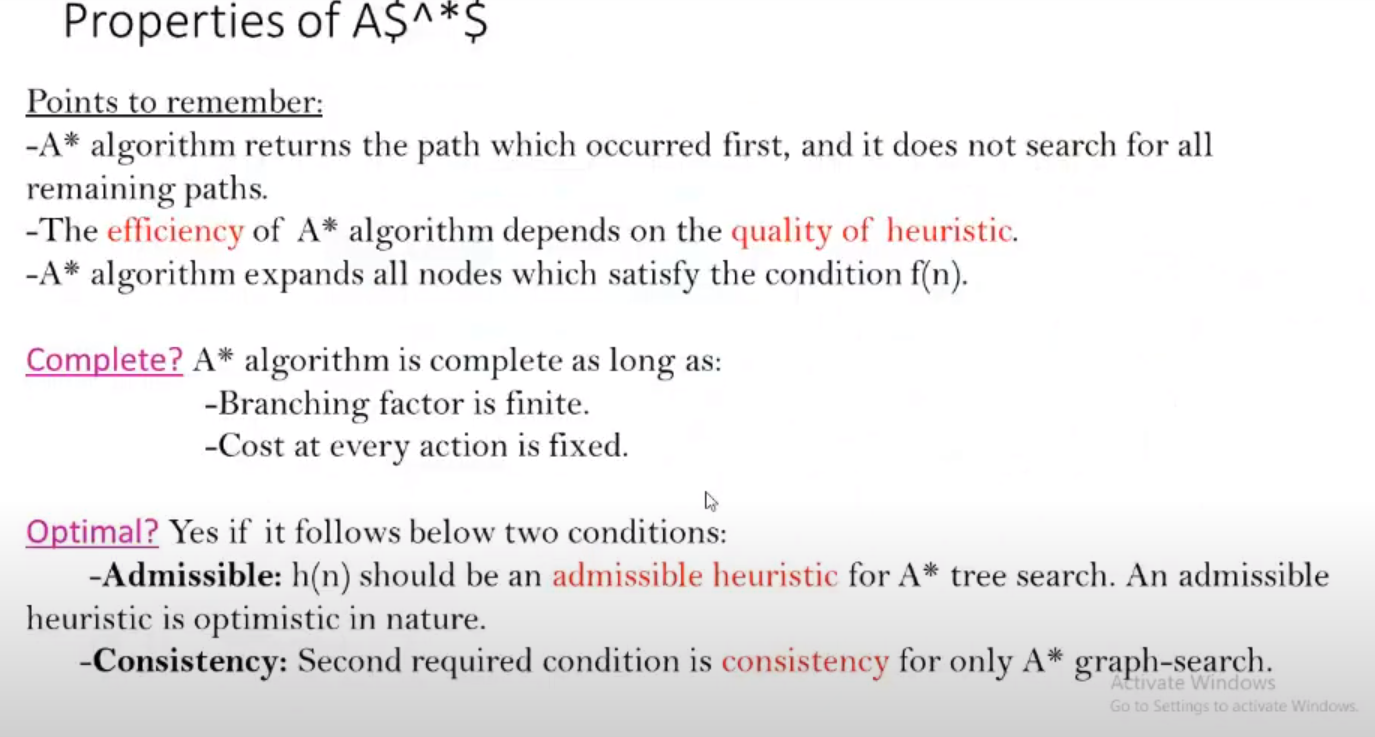 Properties of A$^*$
Points to remember:
-A* algorithm returns the path which occurred first, and it does not search for all
remaining paths.
-The efficiency of A* algorithm depends on the quality of heuristic.
-A* algorithm expands all nodes which satisfy the condition f(n).
Complete? A* algorithm is complete as long as:
-Branching factor is finite.
-Cost at every action is fixed.
Optimal? Yes if it follows below two conditions:
-Admissible: h(n) should be an admissible heuristic for A* tree search. An admissible
heuristic is optimistic in nature.
-Consistency: Second required condition is consistency for only A* graph-search.
Activate Windows
Go to Settings to activate Windows.